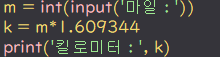 m = int(input('마일 :'))
k = m*1.609344
print('킬로미터 :', k)